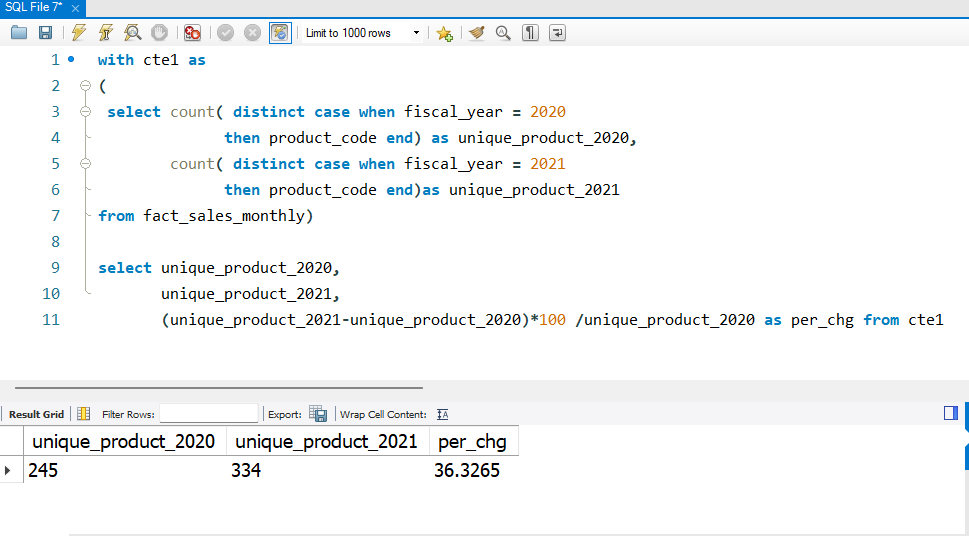 SQL File 7* ×
Limit to 1000 rows
1 with cte1 as
2 (
3 select count( distinct case when fiscal_year = 2020
4 then product_code end) as unique_product_2020,
5 count( distinct case when fiscal_year = 2021
6 then product_code end)as unique_product_2021
7 from fact_sales_monthly)
8
9 select unique_product_2020,
10 unique_product_2021,
11 (unique_product_2021-unique_product_2020)*100 /unique_product_2020 as per_chg from cte1
Result Grid Filter Rows: Export: Wrap Cell Content: IA
unique_product_2020 unique_product_2021 per_chg
245 334 36.3265